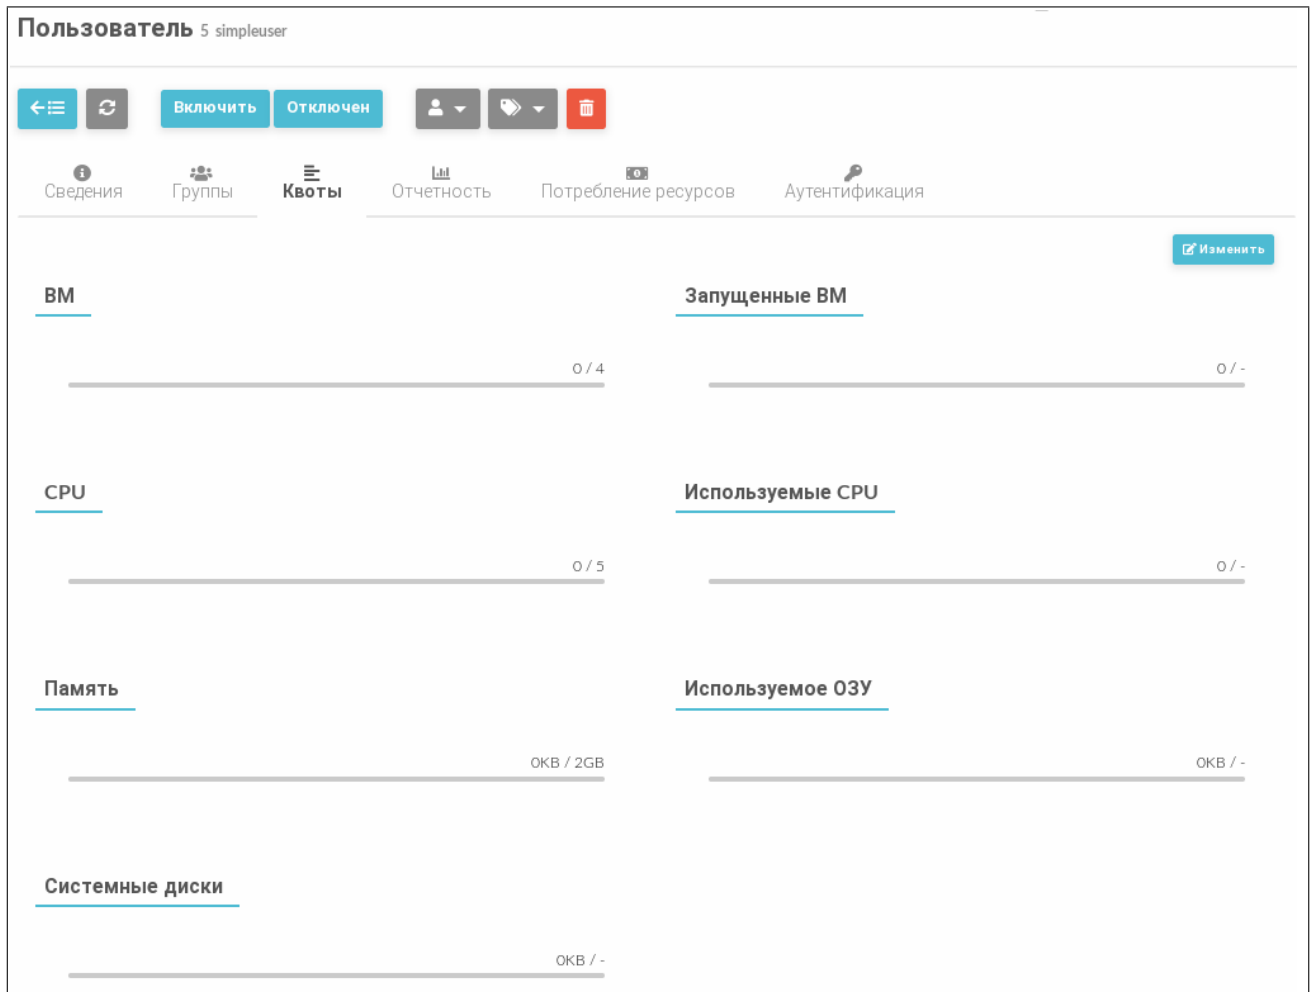 Пользователь 5 simpleuser
Включить Отключен
Сведения Группы Квоты Отчетность Потребление ресурсов Аутентификация
Изменить
ВМ Запущенные ВМ
0 / 4 0 / -
CPU Используемые CPU
0 / 5 0 / -
Память Используемое ОЗУ
0KB / 2GB 0KB / -
Системные диски
0KB / -